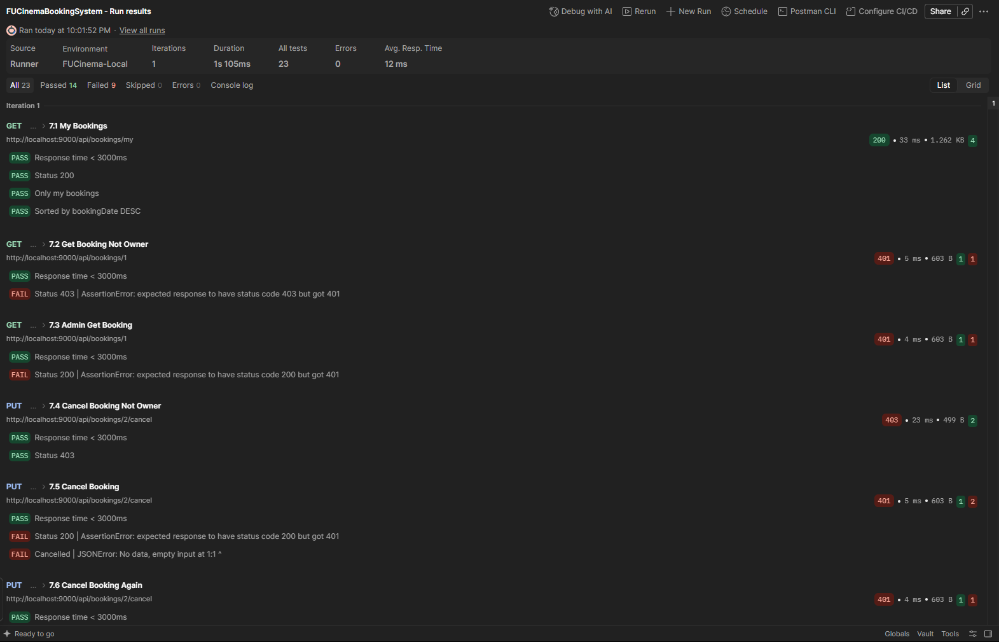 FUCinemaBookingSystem - Run results
Debug with AI Rerun New Run Schedule Postman CLI Configure CI/CD Share
Ran today at 10:01:52 PM · View all runs
Source Environment Iterations Duration All tests Errors Avg. Resp. Time
Runner FUCinema-Local 1 1s 105ms 23 0 12 ms
All 23 Passed 14 Failed 9 Skipped 0 Errors 0 Console log List Grid
Iteration 1
1
GET ... > 7.1 My Bookings
http://localhost:9000/api/bookings/my 200 • 33 ms • 1.262 KB 4
PASS Response time < 3000ms
PASS Status 200
PASS Only my bookings
PASS Sorted by bookingDate DESC
GET ... > 7.2 Get Booking Not Owner
http://localhost:9000/api/bookings/1 401 • 5 ms • 603 B 1 1
PASS Response time < 3000ms
FAIL Status 403 | AssertionError: expected response to have status code 403 but got 401
GET ... > 7.3 Admin Get Booking
http://localhost:9000/api/bookings/1 401 • 4 ms • 603 B 1 1
PASS Response time < 3000ms
FAIL Status 200 | AssertionError: expected response to have status code 200 but got 401
PUT ... > 7.4 Cancel Booking Not Owner
http://localhost:9000/api/bookings/2/cancel 403 • 23 ms • 499 B 2
PASS Response time < 3000ms
PASS Status 403
PUT ... > 7.5 Cancel Booking
http://localhost:9000/api/bookings/2/cancel 401 • 5 ms • 603 B 1 2
PASS Response time < 3000ms
FAIL Status 200 | AssertionError: expected response to have status code 200 but got 401
FAIL Cancelled | JSONError: No data, empty input at 1:1 ^
PUT ... > 7.6 Cancel Booking Again
http://localhost:9000/api/bookings/2/cancel 401 • 4 ms • 603 B 1 1
PASS Response time < 3000ms
Ready to go Globals Vault Tools